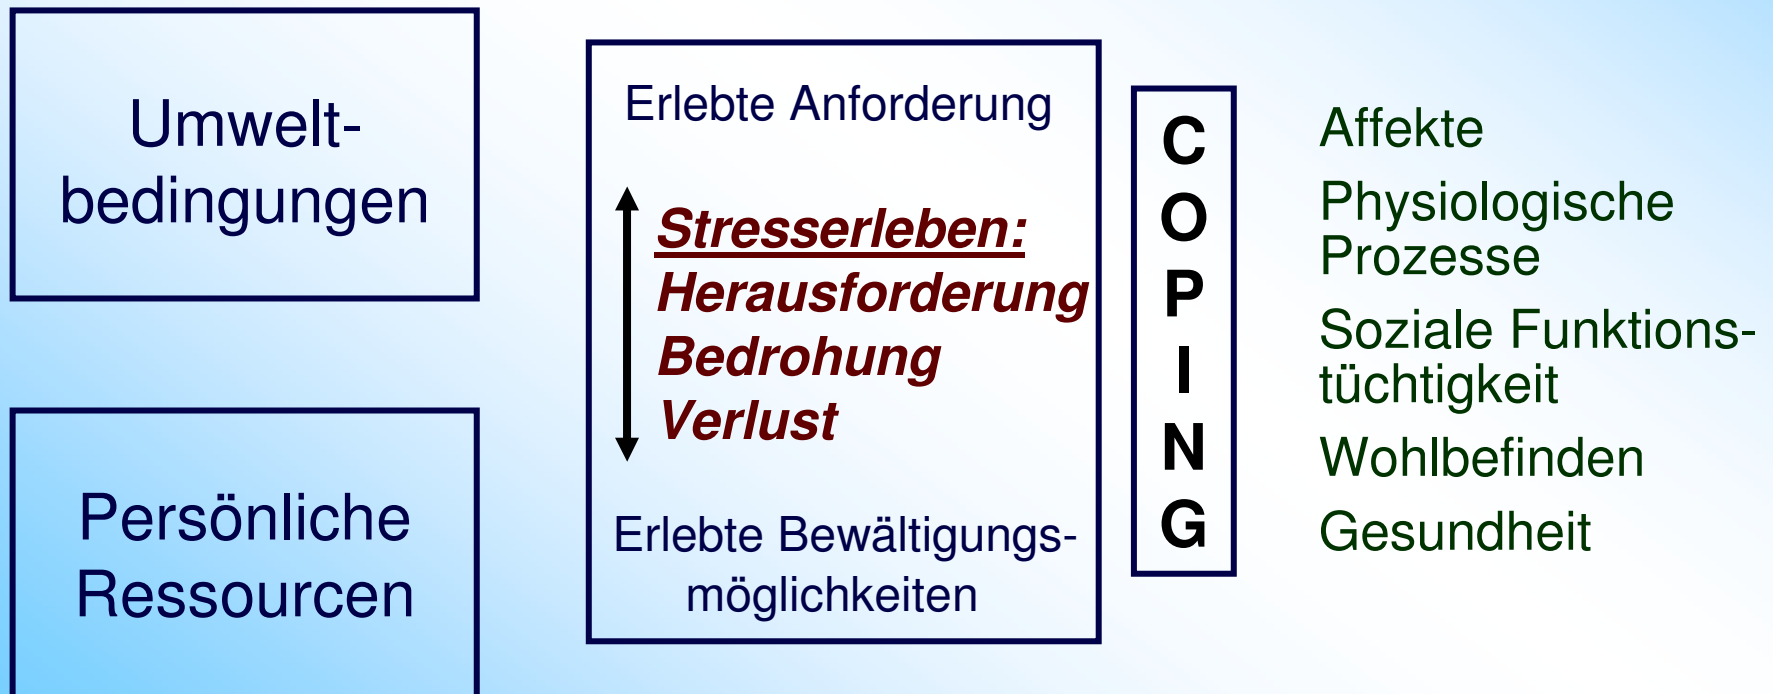 Umwelt-
bedingungen
Persönliche
Ressourcen
Erlebte Anforderung
Stresserleben:
Herausforderung
Bedrohung
Verlust
Erlebte Bewältigungs-
möglichkeiten
C
O
P
I
N
G
Affekte
Physiologische
Prozesse
Soziale Funktions-
tüchtigkeit
Wohlbefinden
Gesundheit